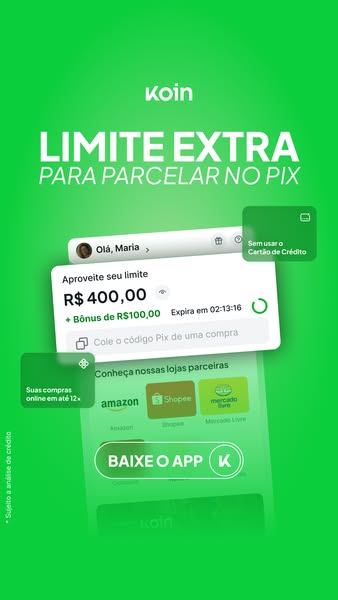 Koin
LIMITE EXTRA
PARA PARCELAR NO PIX
Olá, Maria >
Sem usar o
Cartão de Crédito
Aproveite seu limite
R$ 400,00
+ Bônus de R$100,00
Expira em 02:13:16
Cole o código Pix de uma compra
Suas compras
online em até 12x
Conheça nossas lojas parceiras
amazon
Shopee
mercado
livre
Amazon
Shopee
Mercado Livre
BAIXE O APP K
koin
* Sujeito a análise de crédito